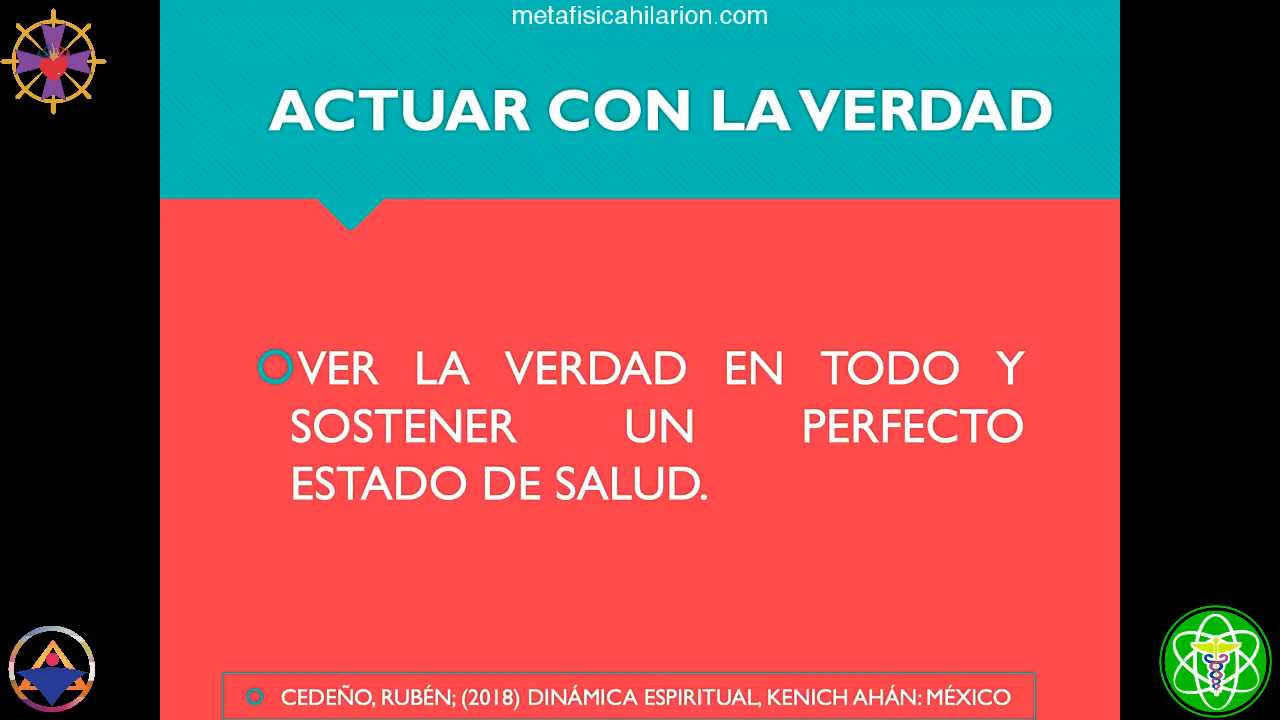 metafisicahilarion.com
ACTUAR CON LA VERDAD
VER LA VERDAD EN TODO Y
SOSTENER UN PERFECTO
ESTADO DE SALUD.
CEDEÑO, RUBÉN; (2018) DINÁMICA ESPIRITUAL, KENICH AHÁN: MÉXICO